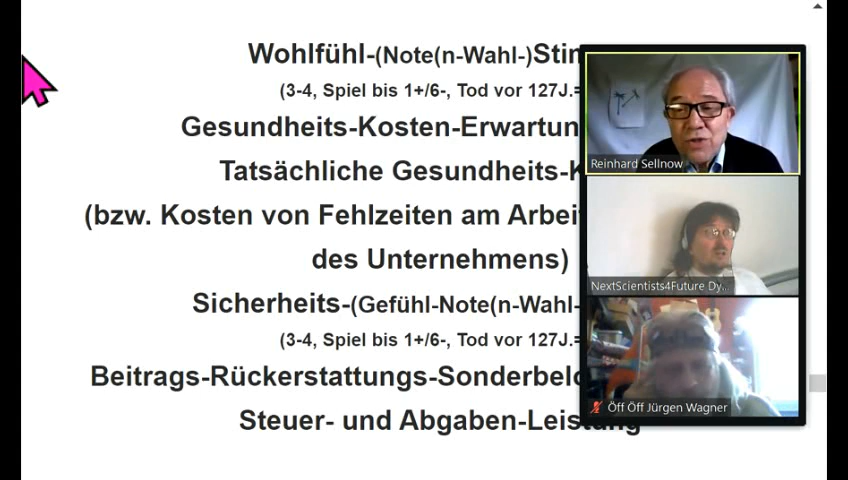 Wohlfühl-(Note(n-Wahl-)Stim
(3-4, Spiel bis 1+/6-, Tod vor 127J.=
Gesundheits-Kosten-Erwartun
Tatsächliche Gesundheits-K
(bzw. Kosten von Fehlzeiten am Arbeit
des Unternehmens)
Sicherheits-(Gefühl-Note(n-Wahl-
(3-4, Spiel bis 1+/6-, Tod vor 127J.=
Beitrags-Rückerstattungs-Sonderbelo
Steuer- und Abgaben-Leistung
Reinhard Sellnow
NextScientists4Future Dy...
Öff Öff Jürgen Wagner